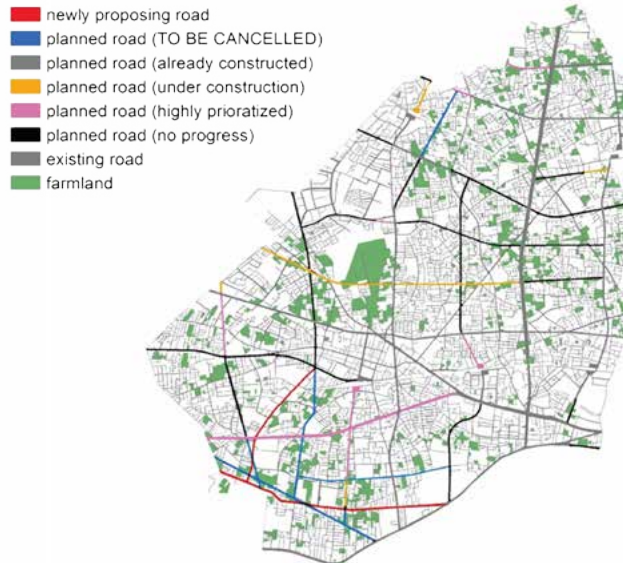 newly proposing road
planned road (TO BE CANCELLED)
planned road (already constructed)
planned road (under construction)
planned road (highly prioratized)
planned road (no progress)
existing road
farmland